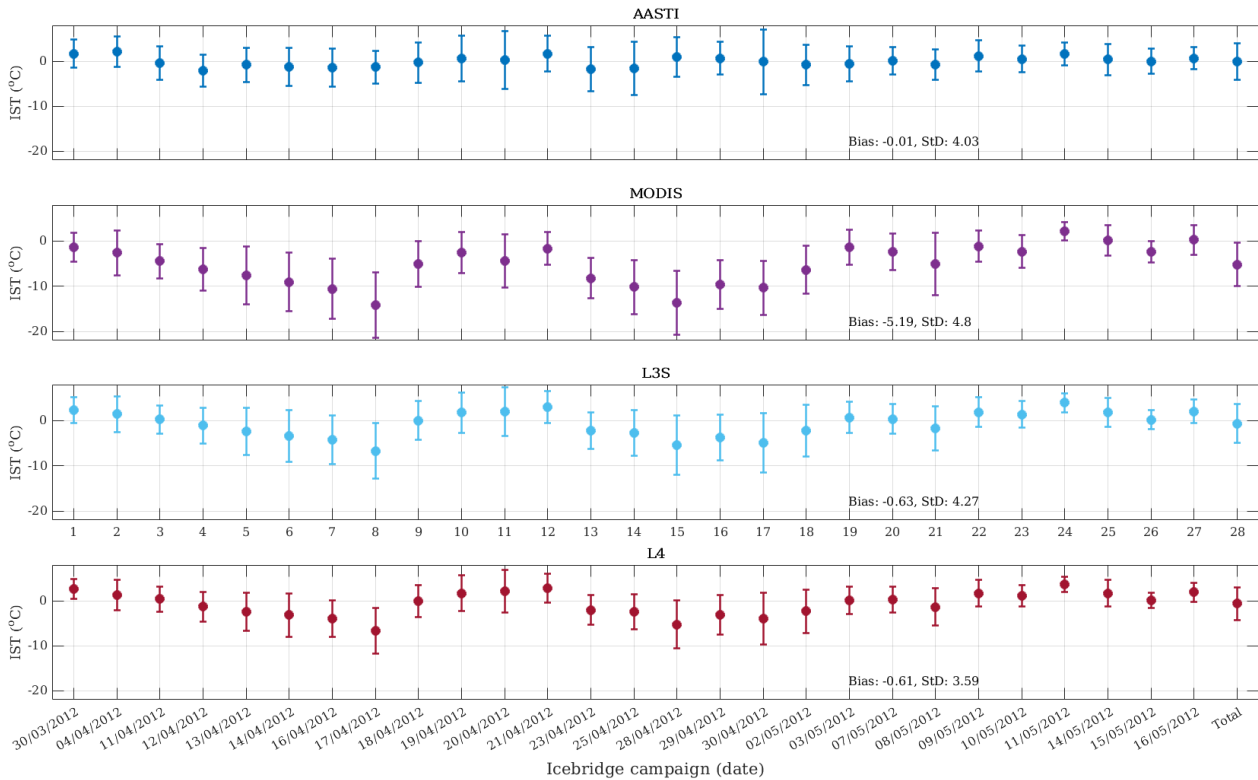 AASTI
IST (ºC)
0
-10
-20
Bias: -0.01, StD: 4.03
MODIS
IST (ºC)
0
-10
-20
Bias: -5.19, StD: 4.8
L3S
IST (ºC)
0
-10
-20
Bias: -0.63, StD: 4.27
1 2 3 4 5 6 7 8 9 10 11 12 13 14 15 16 17 18 19 20 21 22 23 24 25 26 27 28
L4
IST (ºC)
0
-10
-20
Bias: -0.61, StD: 3.59
30/03/2012 04/04/2012 11/04/2012 12/04/2012 13/04/2012 14/04/2012 16/04/2012 17/04/2012 18/04/2012 19/04/2012 20/04/2012 21/04/2012 23/04/2012 25/04/2012 28/04/2012 29/04/2012 30/04/2012 02/05/2012 03/05/2012 07/05/2012 08/05/2012 09/05/2012 10/05/2012 11/05/2012 14/05/2012 15/05/2012 16/05/2012 Total
Icebridge campaign (date)